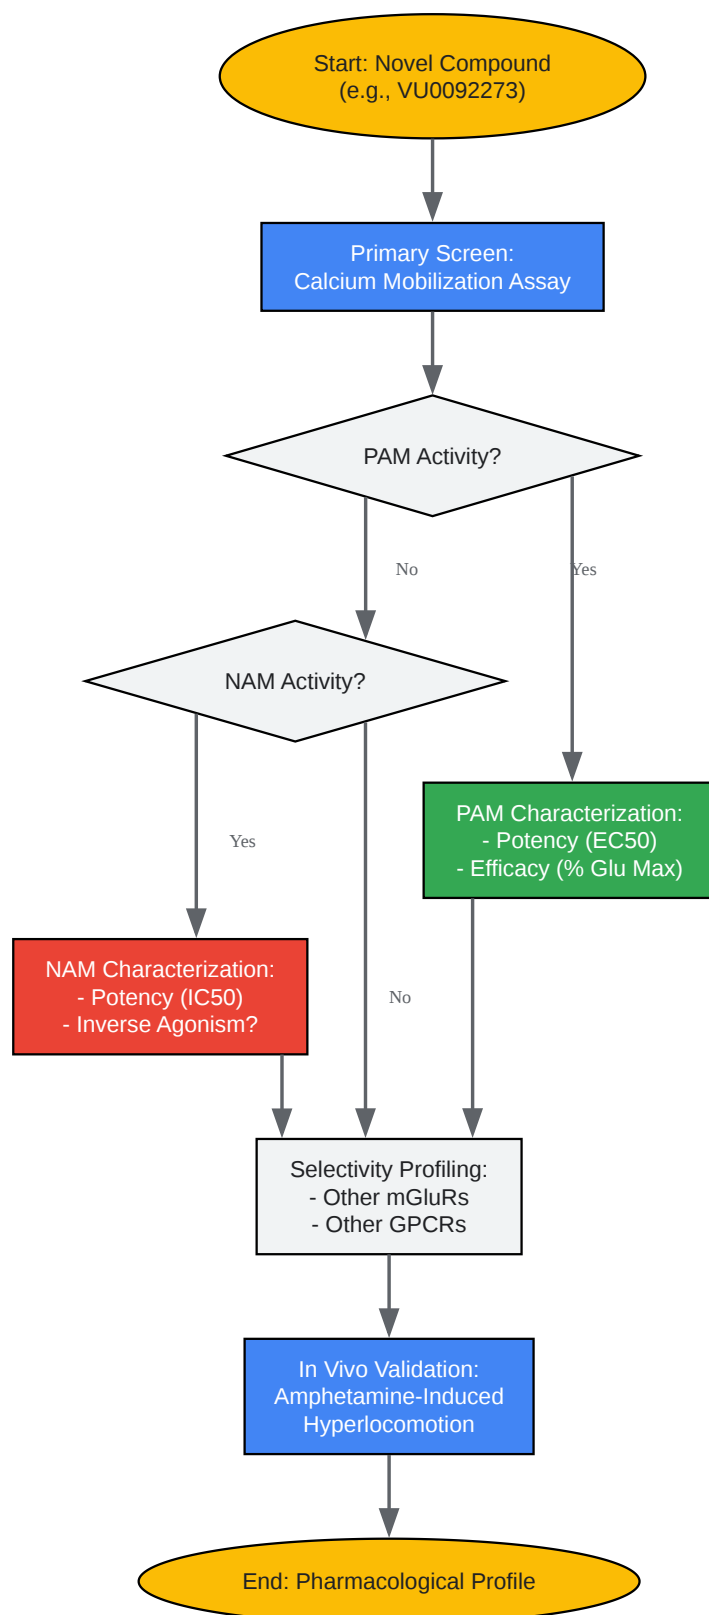 Start: Novel Compound
(e.g., VU0092273)
Primary Screen:
Calcium Mobilization Assay
PAM Activity?
No
Yes
NAM Activity?
Yes
PAM Characterization:
- Potency (EC50)
- Efficacy (% Glu Max)
NAM Characterization:
- Potency (IC50)
- Inverse Agonism?
No
Selectivity Profiling:
- Other mGluRs
- Other GPCRs
In Vivo Validation:
Amphetamine-Induced
Hyperlocomotion
End: Pharmacological Profile